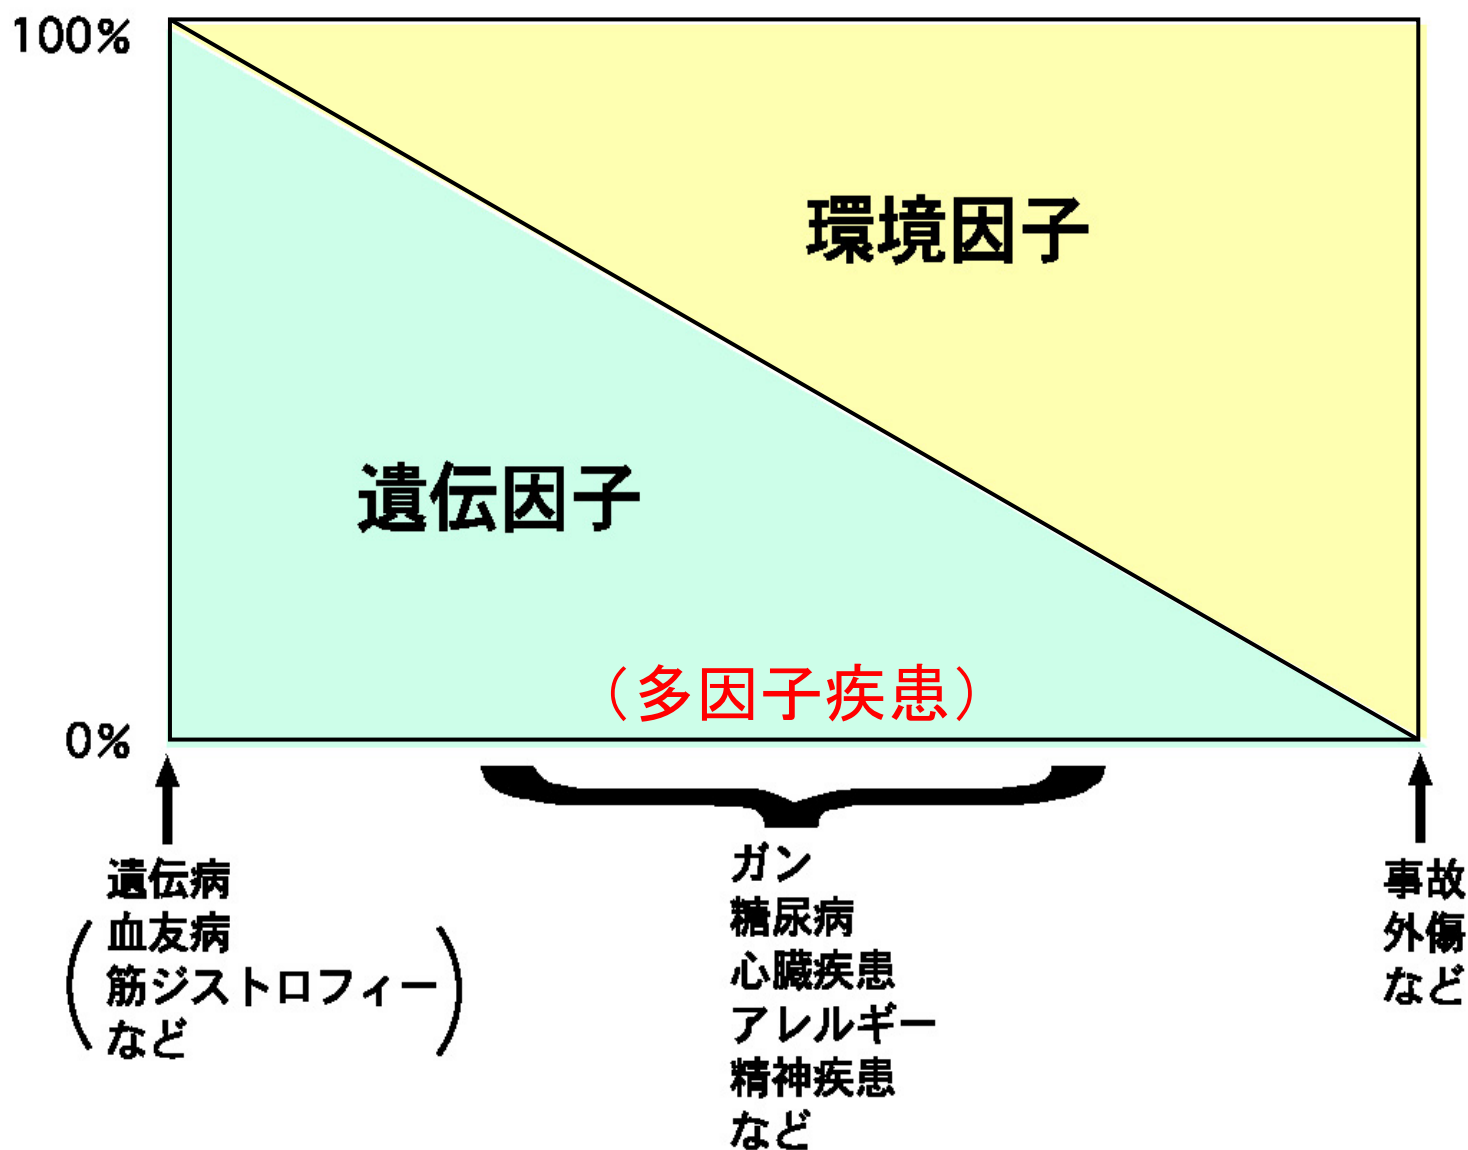 100%
環境因子
遺伝因子
（多因子疾患）
0%
遺伝病
血友病
筋ジストロフィー
など
ガン
糖尿病
心臓疾患
アレルギー
精神疾患
など
事故
外傷
など